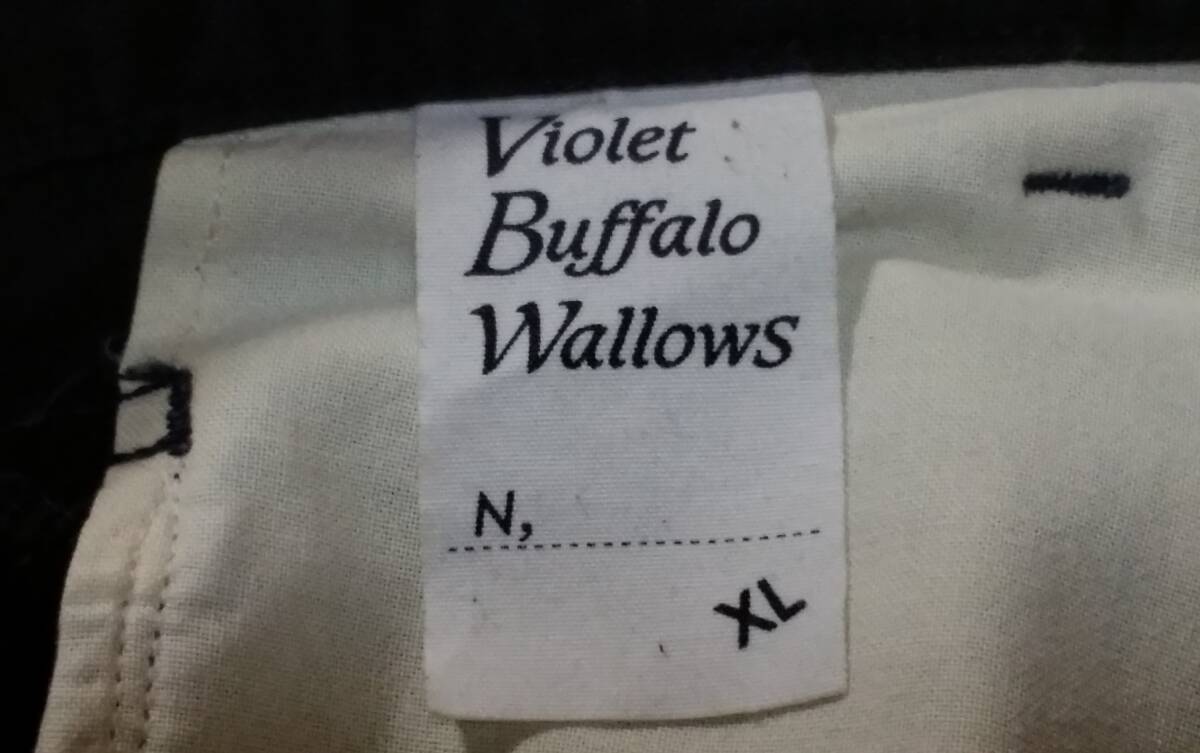 Violet
Buffalo
Wallows
N,
XL